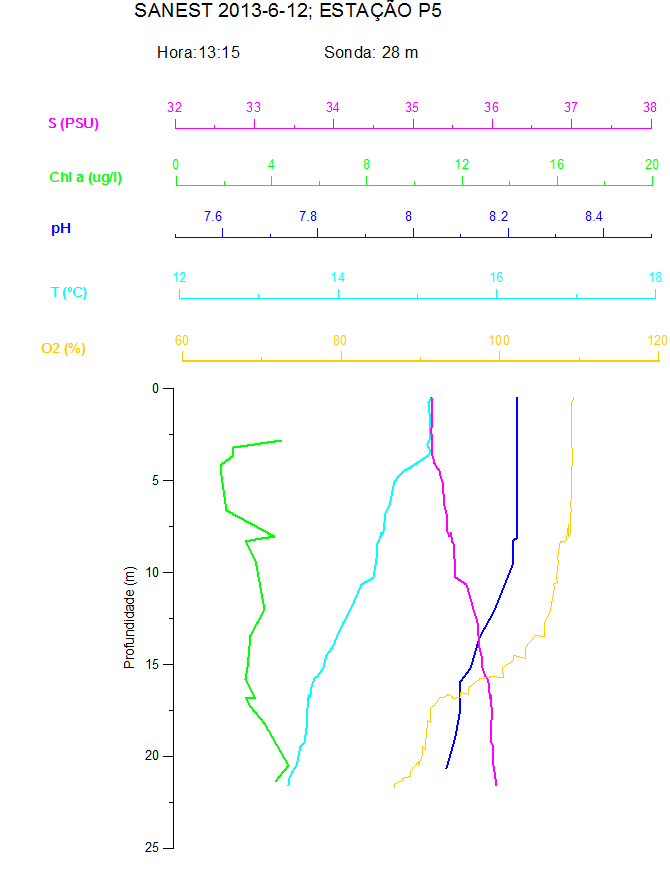 SANEST 2013-6-12; ESTAÇÃO P5
Hora:13:15 Sonda: 28 m
32 33 34 35 36 37 38
S (PSU)
0 4 8 12 16 20
Chl a (ug/l)
7.6 7.8 8 8.2 8.4
pH
12 14 16 18
T (ºC)
60 80 100 120
O2 (%)
0
5
10
15
20
25
Profundidade (m)